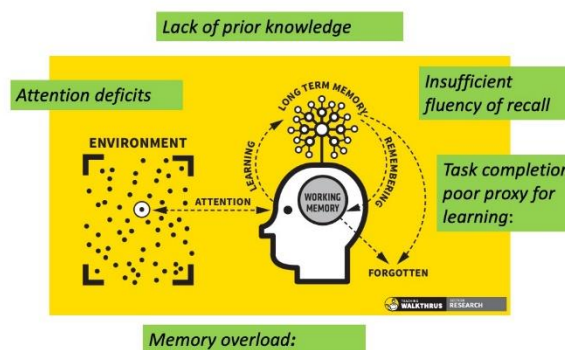 Lack of prior knowledge
Attention deficits
Insufficient
fluency of recall
LONG TERM MEMORY
ENVIRONMENT
LEARNING
REMEMBERING
Task completion
poor proxy for
learning:
ATTENTION
WORKING
MEMORY
FORGOTTEN
WALKTHRUS
RESEARCH
Memory overload: